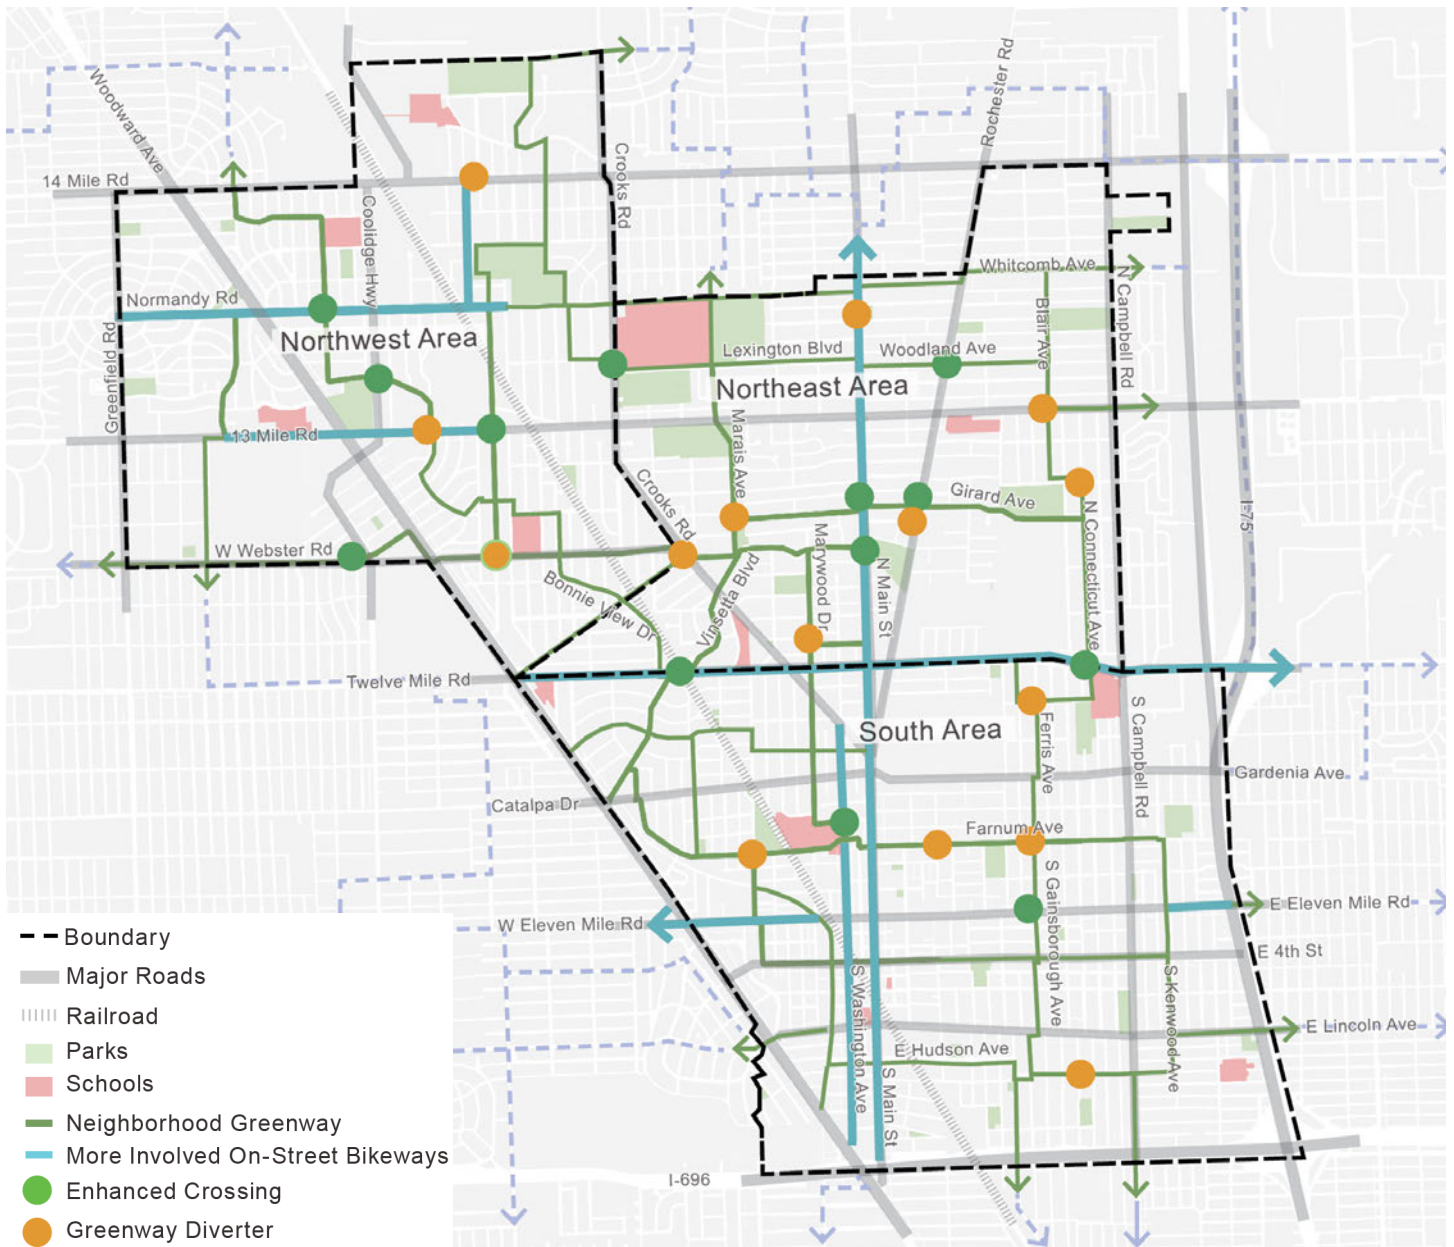 Woodward Ave
Rochester Rd
14 Mile Rd
Crooks Rd
Coolidge Hwy
Whitcomb Ave
N Campbell Rd
Normandy Rd
Blair Ave
Greenfield Rd
Northwest Area
Lexington Blvd
Woodland Ave
Northeast Area
13 Mile Rd
Marais Ave
Crooks Rd
Girard Ave
N Connecticut Ave
I-75
W Webster Rd
Marywood Dr
N Main St
Bonnie View Dr
Vinsetta Blvd
Twelve Mile Rd
South Area
Ferris Ave
S Campbell Rd
Gardenia Ave
Catalpa Dr
Farnum Ave
S Gainsborough Ave
W Eleven Mile Rd
E Eleven Mile Rd
E 4th St
S Washington Ave
S Kenwood Ave
E Lincoln Ave
E Hudson Ave
S Main St
I-696
Boundary
Major Roads
Railroad
Parks
Schools
Neighborhood Greenway
More Involved On-Street Bikeways
Enhanced Crossing
Greenway Diverter